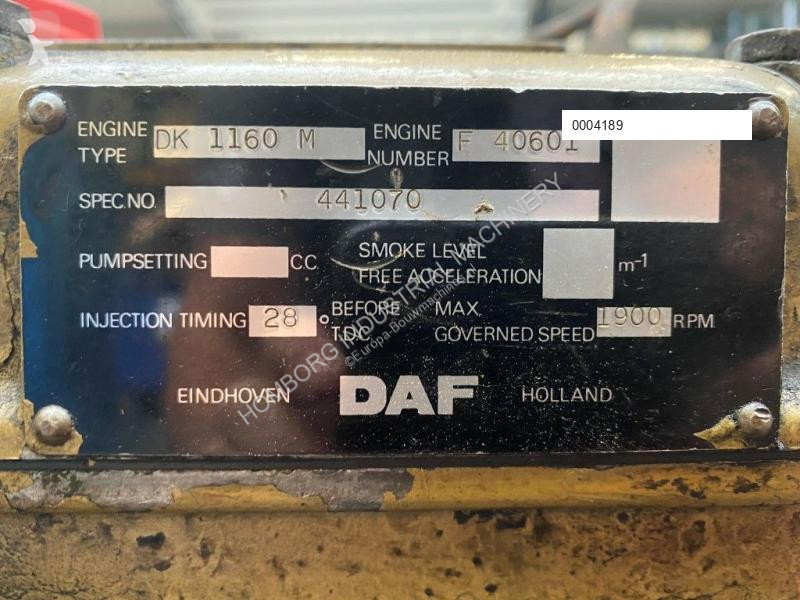 0004189
ENGINE TYPE DK 1160 M ENGINE NUMBER F 40601
SPEC.NO. 441070
PUMPSETTING C.C SMOKE LEVEL FREE ACCELERATION m-1
INJECTION TIMING 28 ° BEFORE T.D.C MAX. GOVERNED SPEED 1900 RPM
EINDHOVEN DAF HOLLAND
HOMBORG INDUSTRIAL MACHINERY
©Europa Bouwmachines